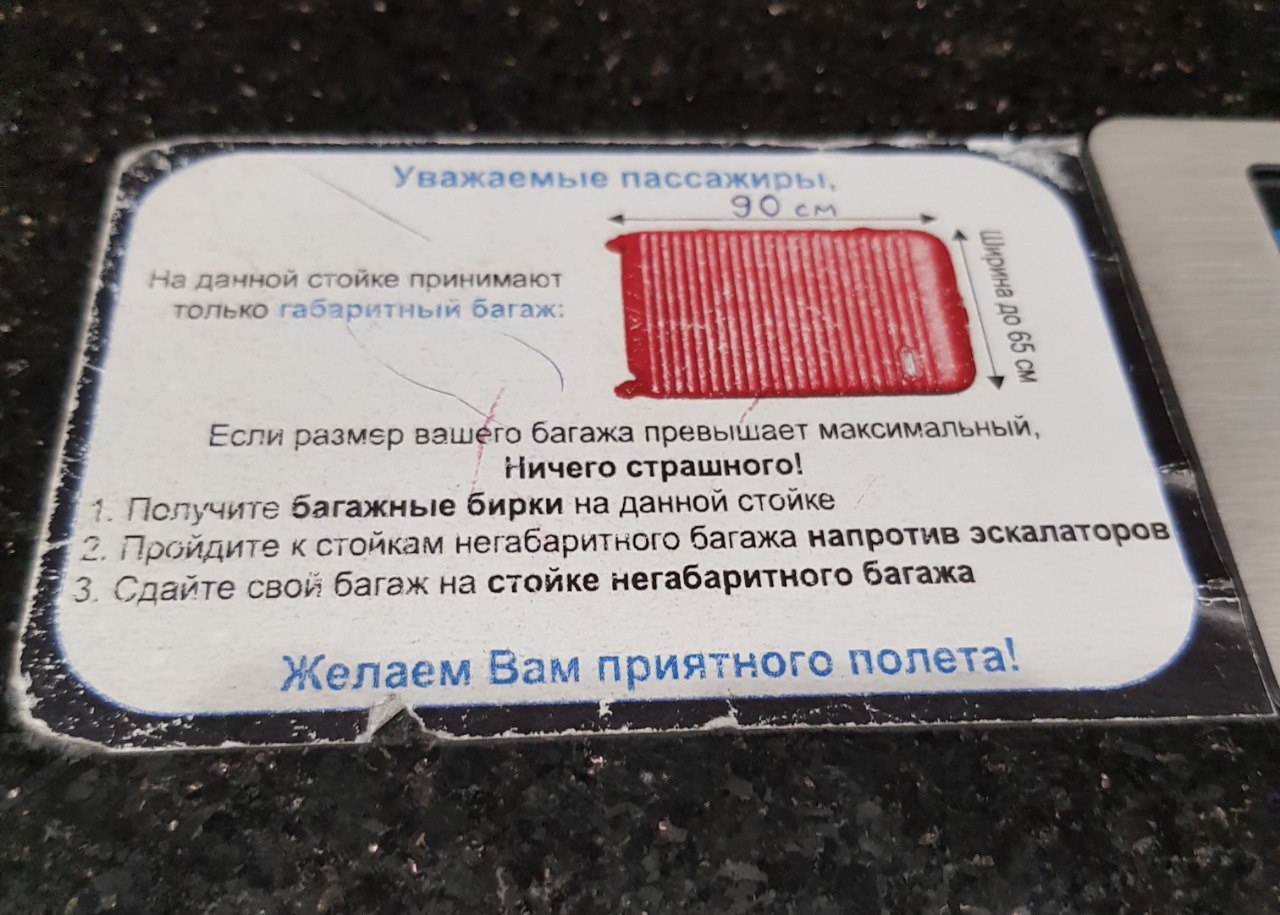 Уважаемые пассажиры,
90 см
Ширина до 65 см
На данной стойке принимают
только габаритный багаж:
Если размер вашего багажа превышает максимальный,
Ничего страшного!
1. Получите багажные бирки на данной стойке
2. Пройдите к стойкам негабаритного багажа напротив эскалаторов
3. Сдайте свой багаж на стойке негабаритного багажа
Желаем Вам приятного полета!